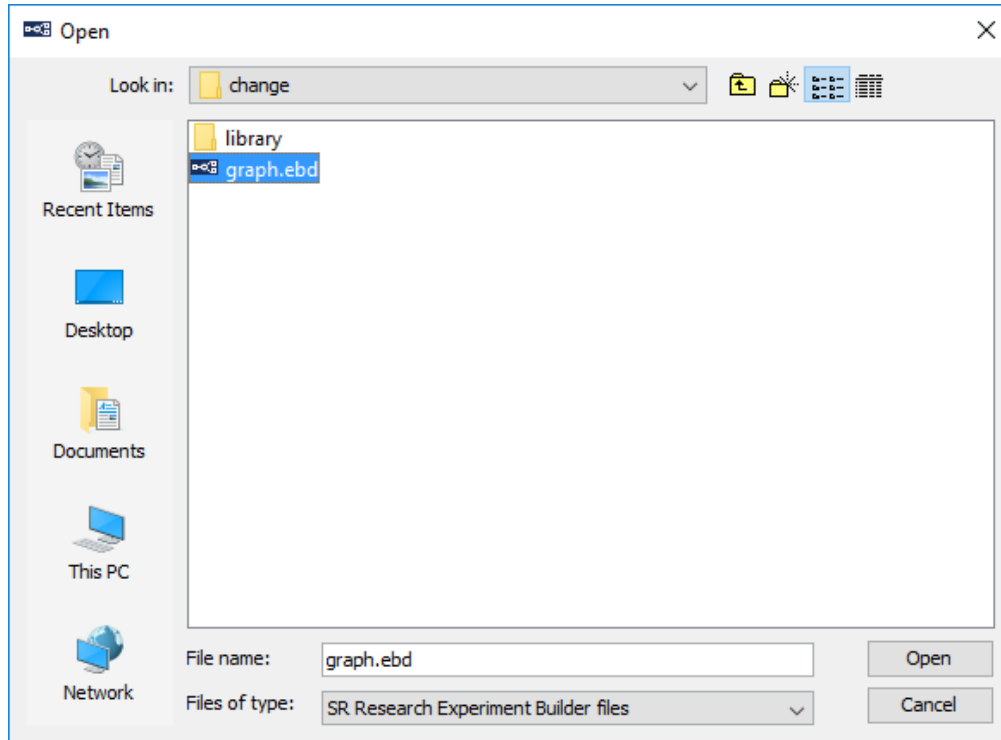 Open
Look in: change
library
graph.ebd
Recent Items
Desktop
Documents
This PC
Network
File name: graph.ebd Open
Files of type: SR Research Experiment Builder files Cancel